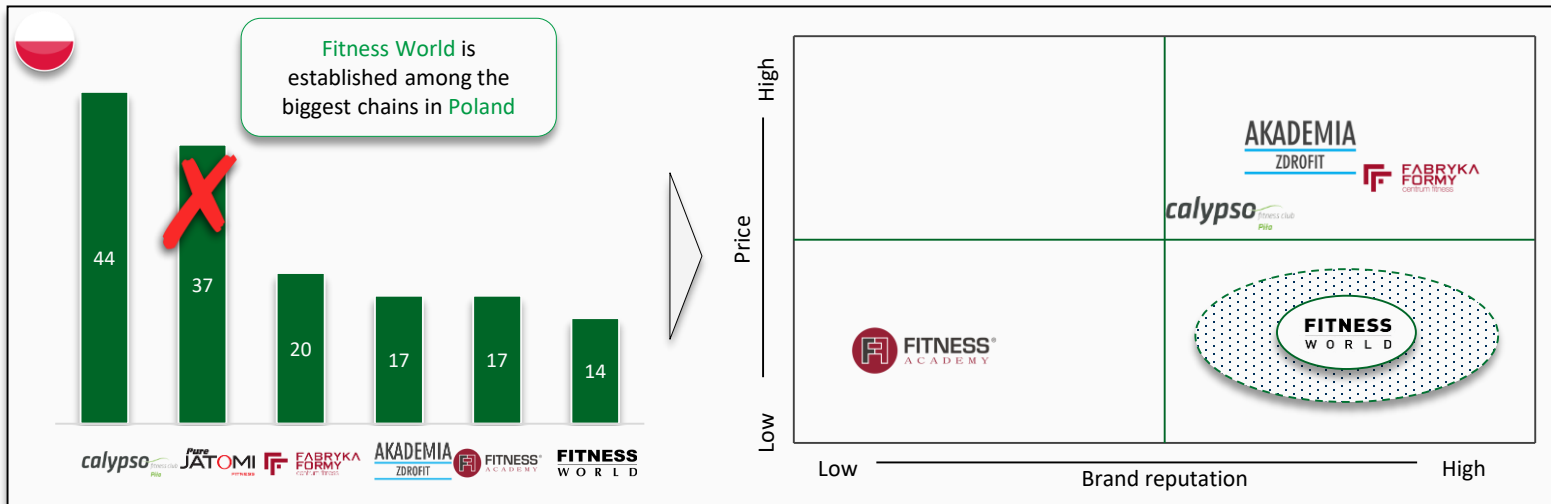 Fitness World is
established among the
biggest chains in Poland
44
37
20
17
17
14
calypso
fitness club
Piła
Pure
JATOMI
FITNESS
FABRYKA
FORMY
centrum fitness
AKADEMIA
ZDROFIT
FITNESS®
ACADEMY
FITNESS
WORLD
High
Price
Low
AKADEMIA
ZDROFIT
FABRYKA
FORMY
centrum fitness
calypso
fitness club
Piła
FITNESS®
ACADEMY
FITNESS
WORLD
Low
Brand reputation
High